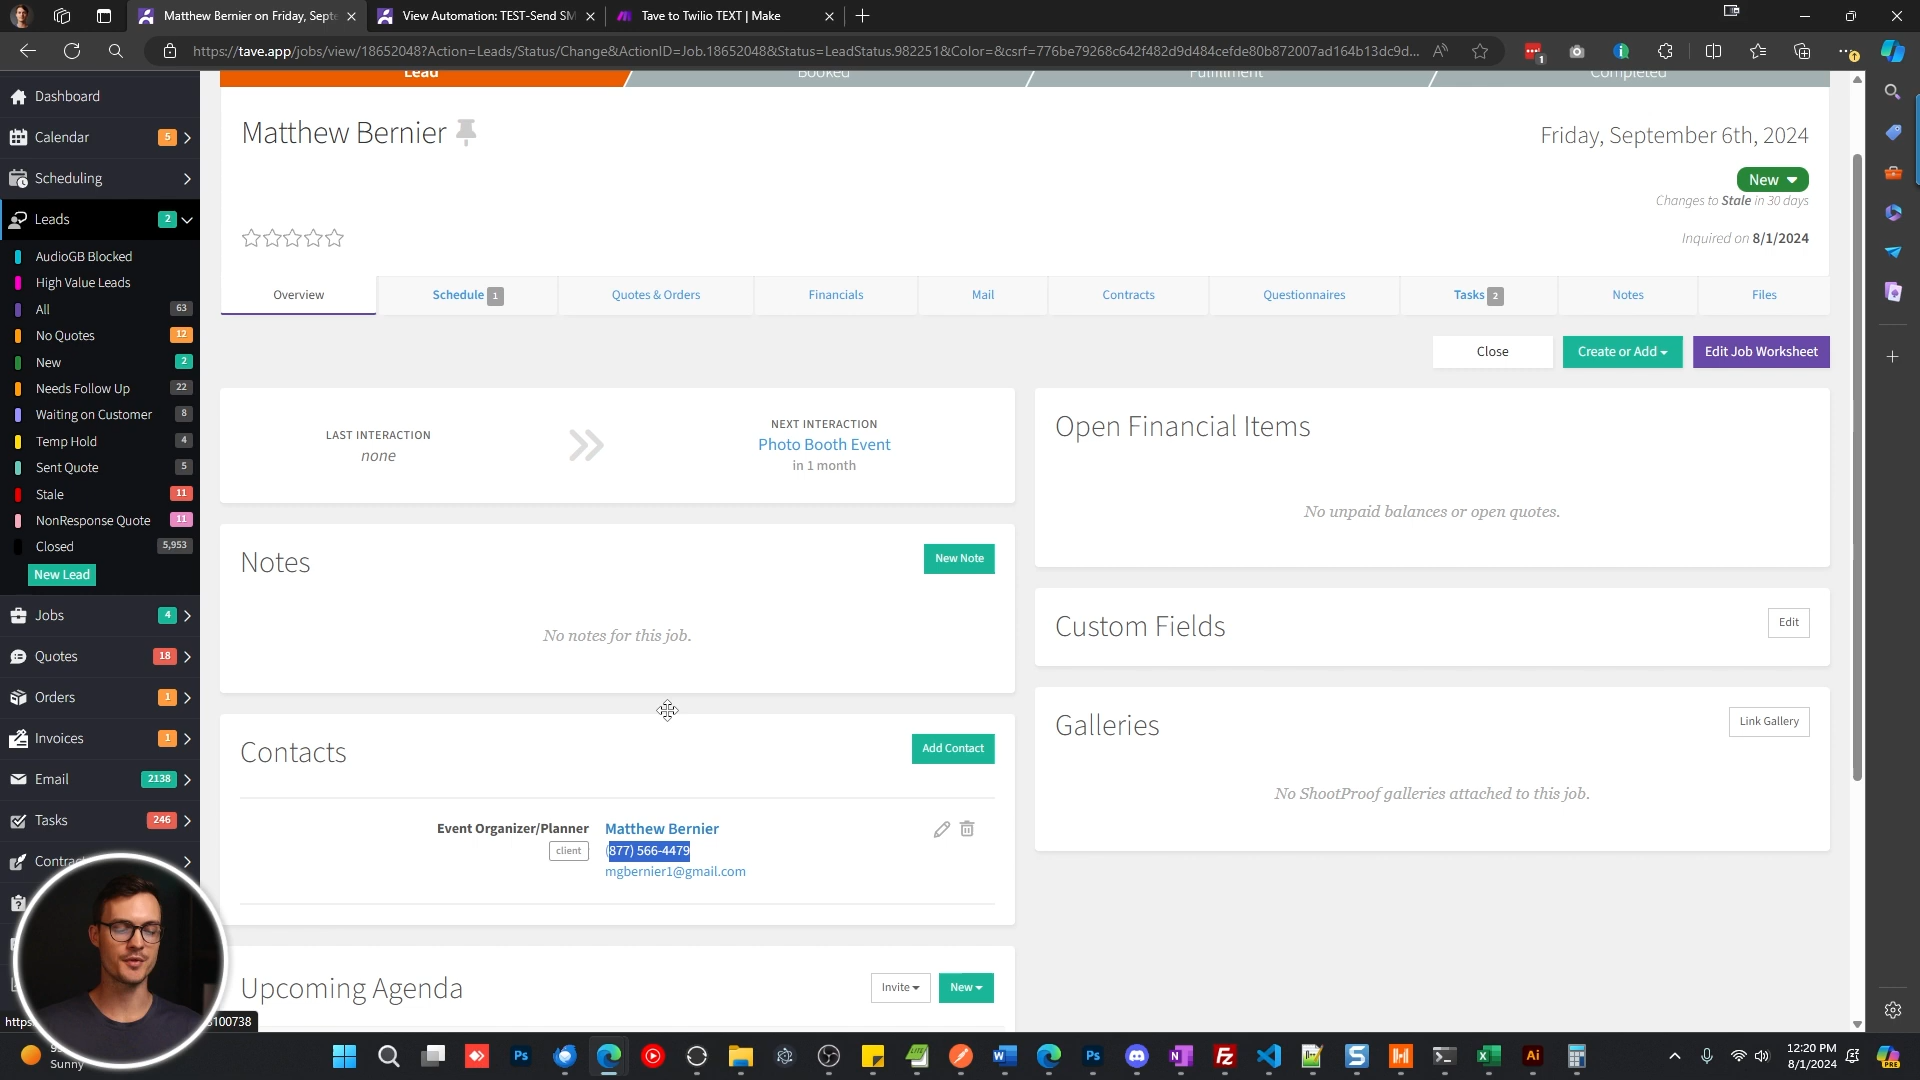 Matthew Bernier on Friday, Septe
View Automation: TEST-Send SM
Tave to Twilio TEXT | Make
https://tave.app/jobs/view/18652048?Action=Leads/Status/Change&ActionID=Job.18652048&Status=LeadStatus.982251&Color=&csrf=776be79268c642f482d9d484cefde80b872007ad164b13dc9d...
1
Lead
Booked
Fulfillment
Completed
Dashboard
Calendar 5
Scheduling
Leads 2
AudioGB Blocked
High Value Leads
All 63
No Quotes 12
New 2
Needs Follow Up 22
Waiting on Customer 8
Temp Hold 4
Sent Quote 5
Stale 11
NonResponse Quote 11
Closed 5,953
New Lead
Jobs 4
Quotes 18
Orders 1
Invoices 1
Email 2138
Tasks 246
Contrac
Matthew Bernier
Friday, September 6th, 2024
New
Changes to Stale in 30 days
Inquired on 8/1/2024
Overview
Schedule 1
Quotes & Orders
Financials
Mail
Contracts
Questionnaires
Tasks 2
Notes
Files
Close
Create or Add
Edit Job Worksheet
LAST INTERACTION
none
NEXT INTERACTION
Photo Booth Event
in 1 month
Open Financial Items
No unpaid balances or open quotes.
Notes
New Note
No notes for this job.
Custom Fields
Edit
Galleries
Link Gallery
No ShootProof galleries attached to this job.
Contacts
Add Contact
Event Organizer/Planner
client
Matthew Bernier
(877) 566-4479
mgbernier1@gmail.com
Upcoming Agenda
Invite
New
https
100738
Sunny
12:20 PM
8/1/2024